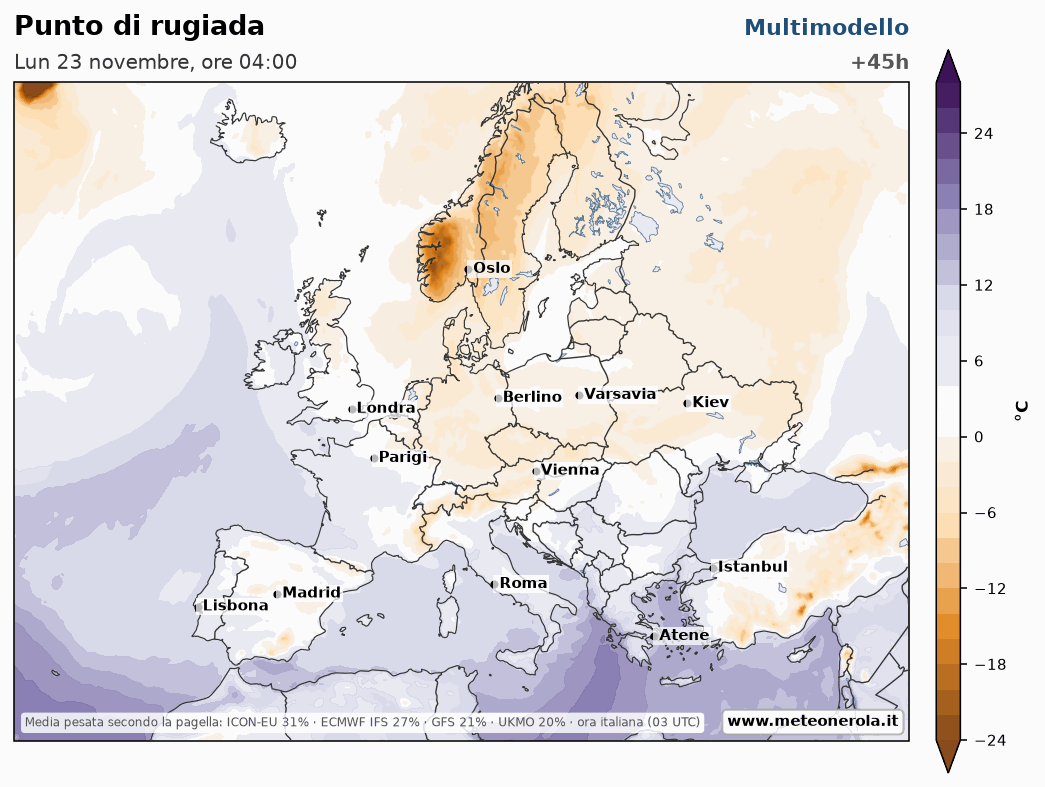 Punto di rugiada
Multimodello
Lun 23 novembre, ore 04:00
+45h
24
18
12
6
0
−6
−12
−18
−24
°C
Oslo
Berlino
Varsavia
Kiev
Londra
Parigi
Vienna
Istanbul
Roma
Madrid
Lisbona
Atene
Media pesata secondo la pagella: ICON-EU 31% · ECMWF IFS 27% · GFS 21% · UKMO 20% · ora italiana (03 UTC)
www.meteonerola.it